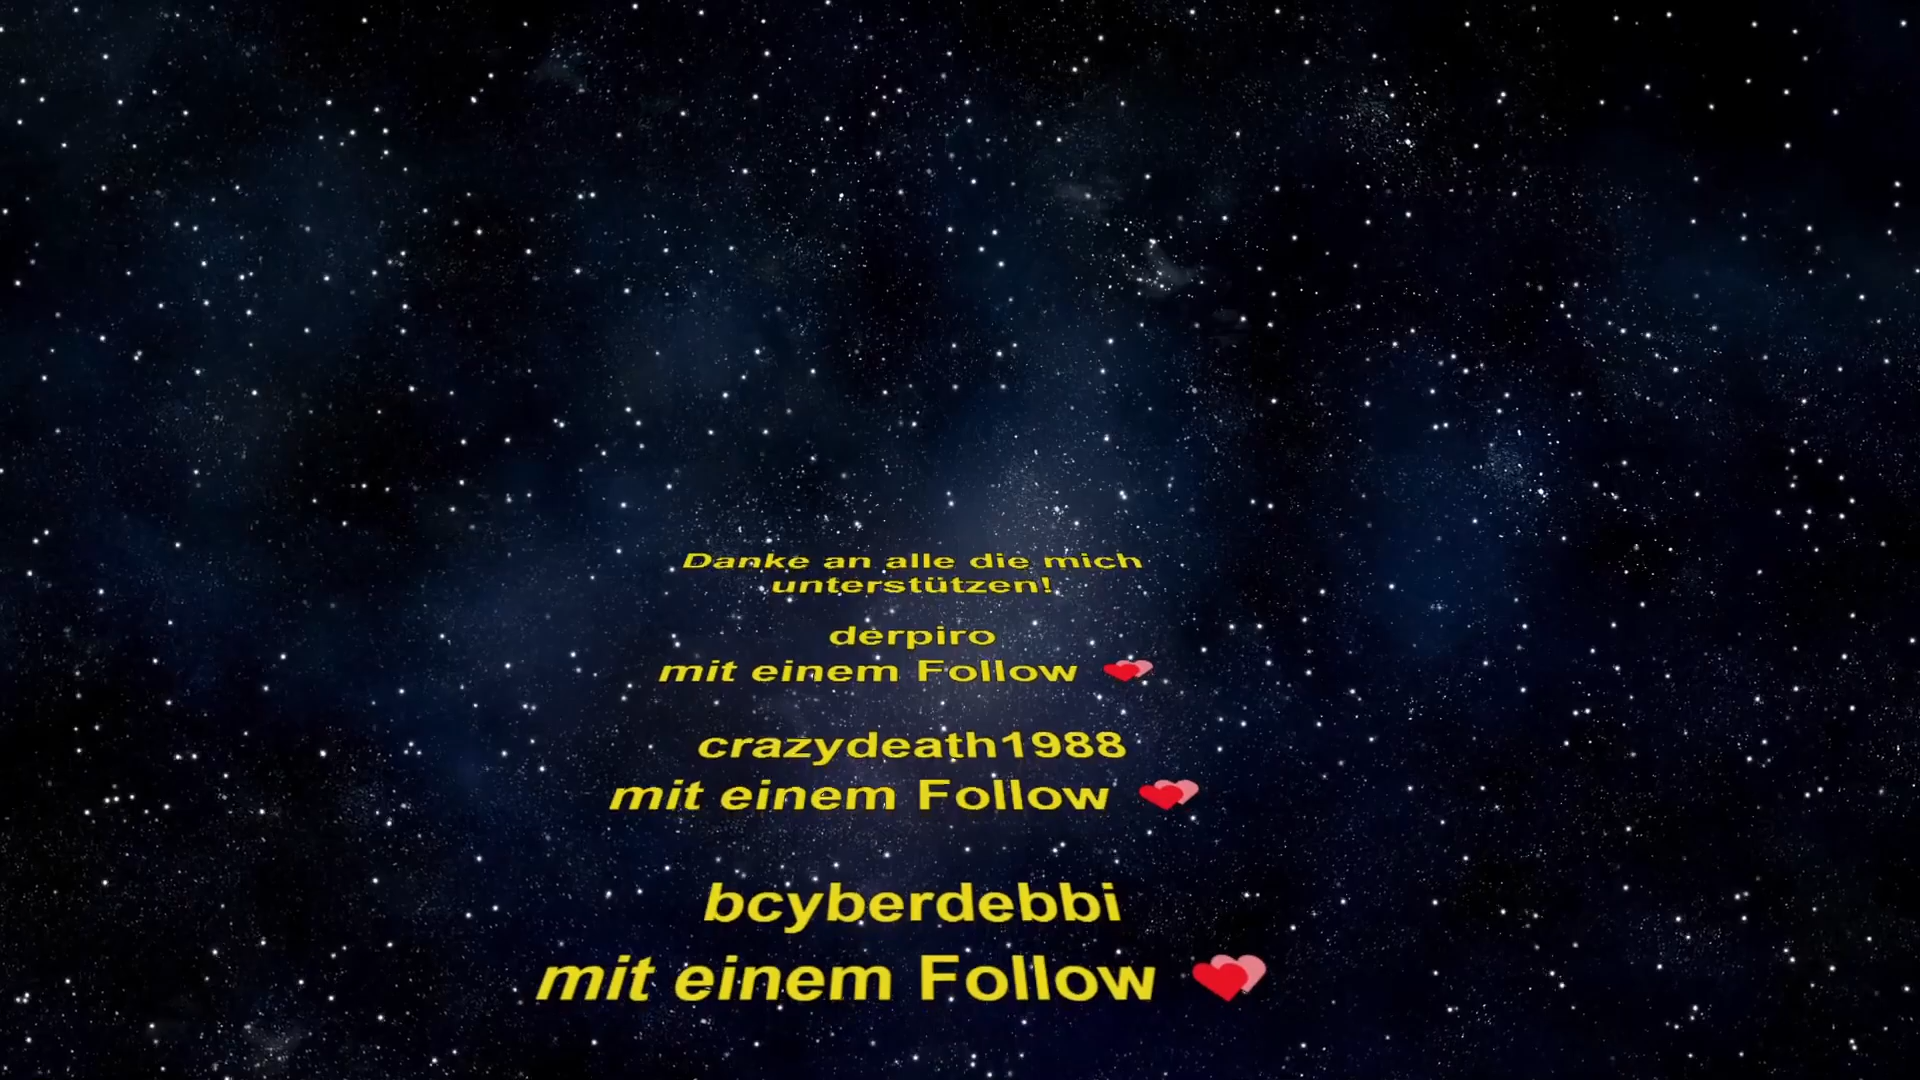 Danke an alle die mich
unterstützen!
derpiro
mit einem Follow
crazydeath1988
mit einem Follow
bcyberdebbi
mit einem Follow